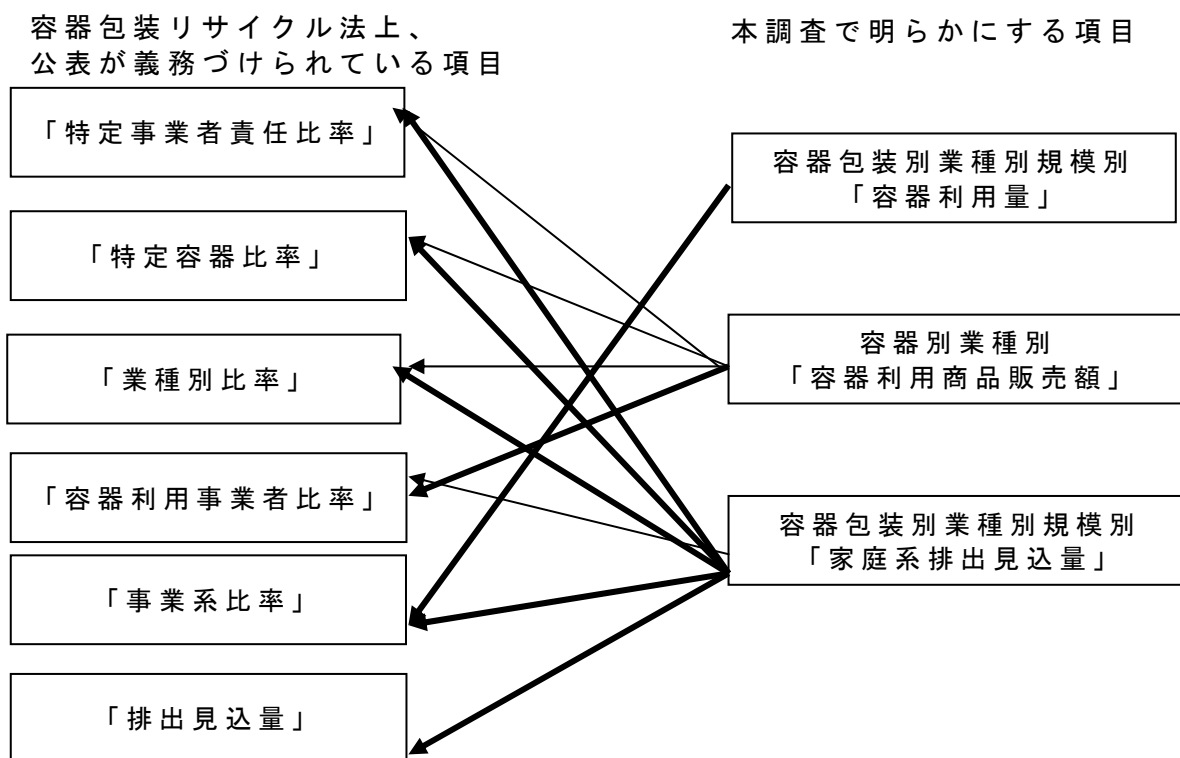 容器包装リサイクル法上、
公表が義務づけられている項目
「特定事業者責任比率」
「特定容器比率」
「業種別比率」
「容器利用事業者比率」
「事業系比率」
「排出見込量」
本調査で明らかにする項目
容器包装別業種別規模別
「容器利用量」
容器別業種別
「容器利用商品販売額」
容器包装別業種別規模別
「家庭系排出見込量」